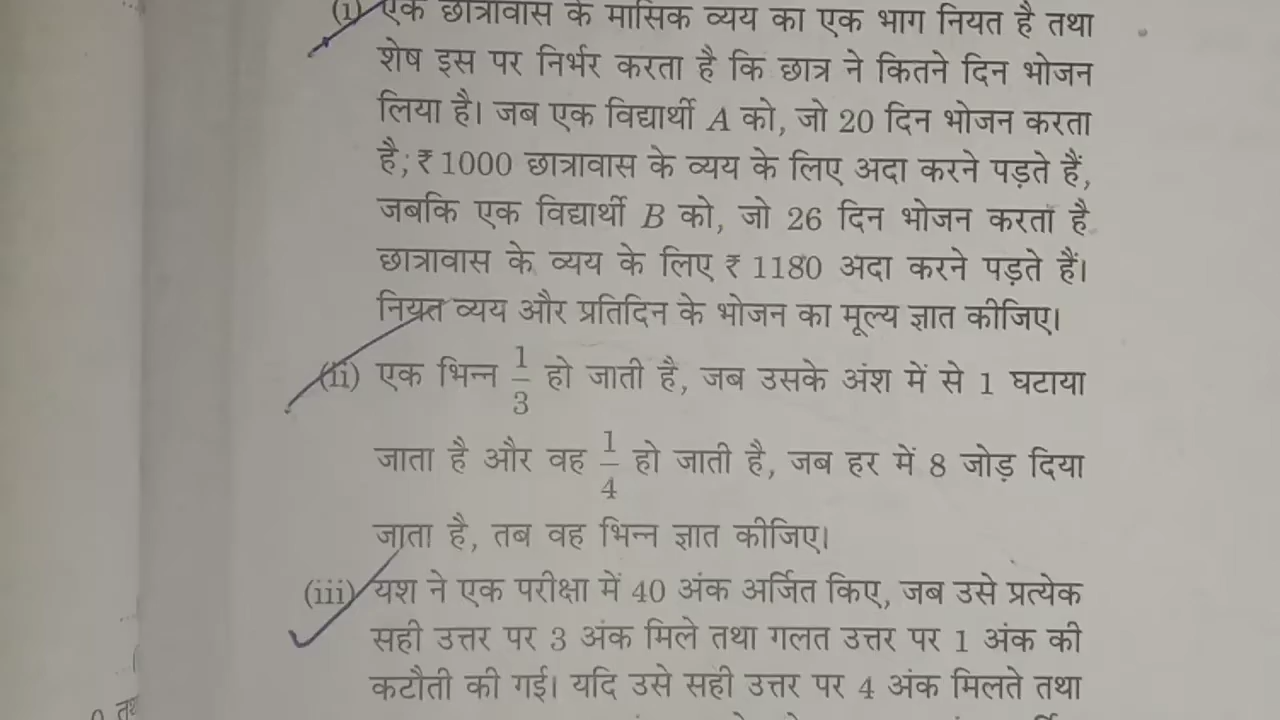 (i) एक छात्रावास के मासिक व्यय का एक भाग नियत है तथा
शेष इस पर निर्भर करता है कि छात्र ने कितने दिन भोजन
लिया है। जब एक विद्यार्थी A को, जो 20 दिन भोजन करता
है; ₹ 1000 छात्रावास के व्यय के लिए अदा करने पड़ते हैं,
जबकि एक विद्यार्थी B को, जो 26 दिन भोजन करता है
छात्रावास के व्यय के लिए ₹ 1180 अदा करने पड़ते हैं।
नियत व्यय और प्रतिदिन के भोजन का मूल्य ज्ञात कीजिए।
(ii) एक भिन्न 1/3 हो जाती है, जब उसके अंश में से 1 घटाया
जाता है और वह 1/4 हो जाती है, जब हर में 8 जोड़ दिया
जाता है, तब वह भिन्न ज्ञात कीजिए।
(iii) यश ने एक परीक्षा में 40 अंक अर्जित किए, जब उसे प्रत्येक
सही उत्तर पर 3 अंक मिले तथा गलत उत्तर पर 1 अंक की
कटौती की गई। यदि उसे सही उत्तर पर 4 अंक मिलते तथा